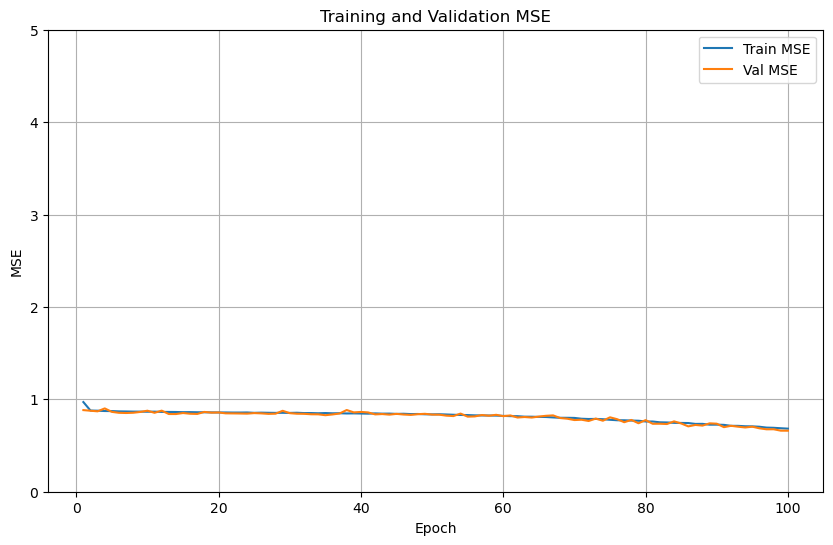 Training and Validation MSE
Train MSE
Val MSE
5
4
3
2
1
0
MSE
0 20 40 60 80 100
Epoch